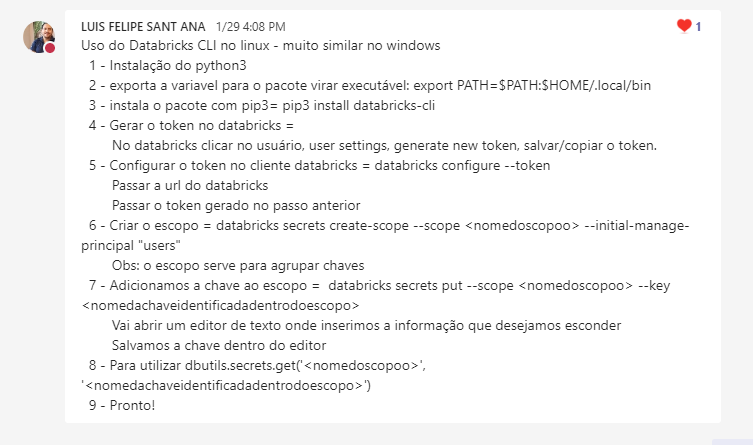 LUIS FELIPE SANT ANA 1/29 4:08 PM
1
Uso do Databricks CLI no linux - muito similar no windows
1 - Instalação do python3
2 - exporta a variavel para o pacote virar executável: export PATH=$PATH:$HOME/.local/bin
3 - instala o pacote com pip3= pip3 install databricks-cli
4 - Gerar o token no databricks =
No databricks clicar no usuário, user settings, generate new token, salvar/copiar o token.
5 - Configurar o token no cliente databricks = databricks configure --token
Passar a url do databricks
Passar o token gerado no passo anterior
6 - Criar o escopo = databricks secrets create-scope --scope <nomedoscopoo> --initial-manage-
principal "users"
Obs: o escopo serve para agrupar chaves
7 - Adicionamos a chave ao escopo =  databricks secrets put --scope <nomedoscopoo> --key
<nomedachaveidentificadadentrodoescopo>
Vai abrir um editor de texto onde inserimos a informação que desejamos esconder
Salvamos a chave dentro do editor
8 - Para utilizar dbutils.secrets.get('<nomedoscopoo>',
'<nomedachaveidentificadadentrodoescopo>')
9 - Pronto!